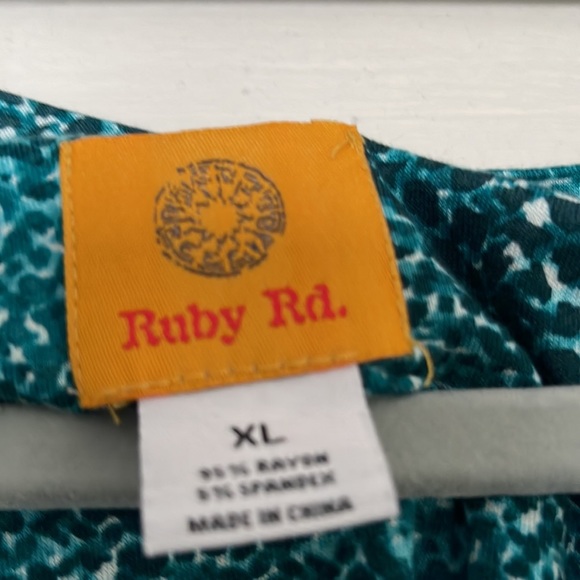 Ruby Rd.
XL
95% RAYON
5% SPANDEX
MADE IN CHINA